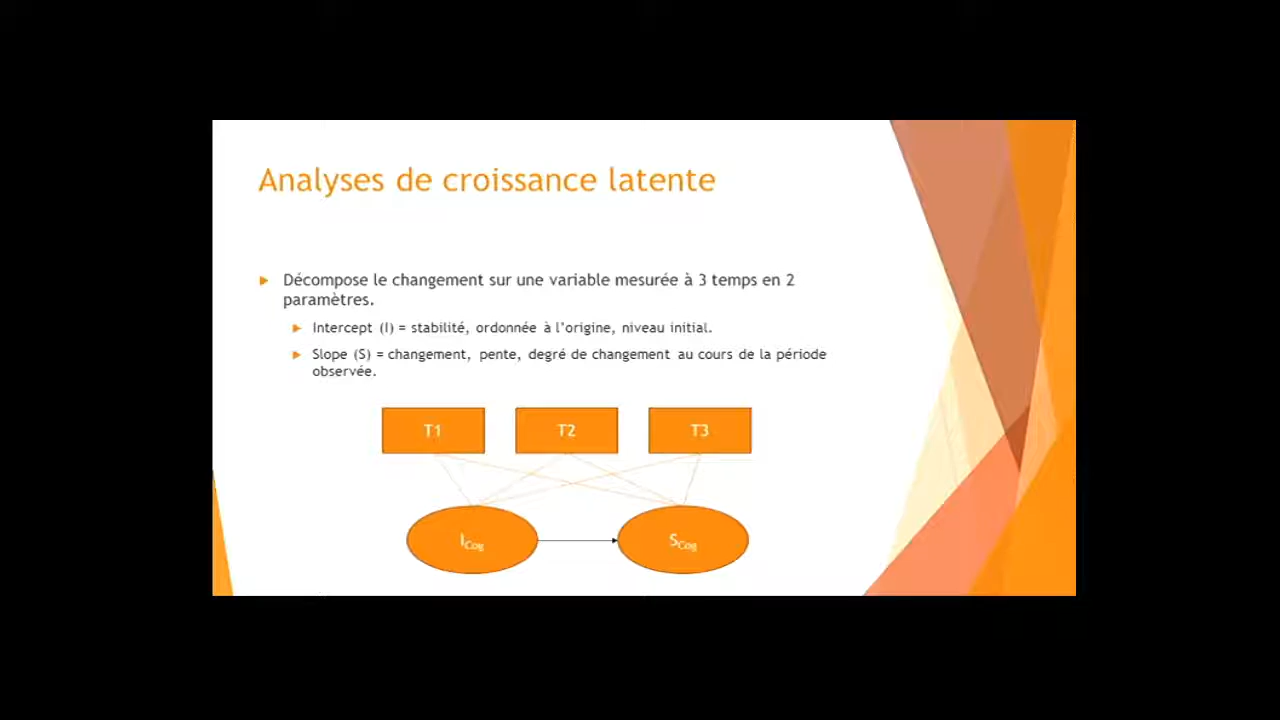 Analyses de croissance latente
Décompose le changement sur une variable mesurée à 3 temps en 2
paramètres.
Intercept (I) = stabilité, ordonnée à l'origine, niveau initial.
Slope (S) = changement, pente, degré de changement au cours de la période
observée.
T1 T2 T3
ICog SCog